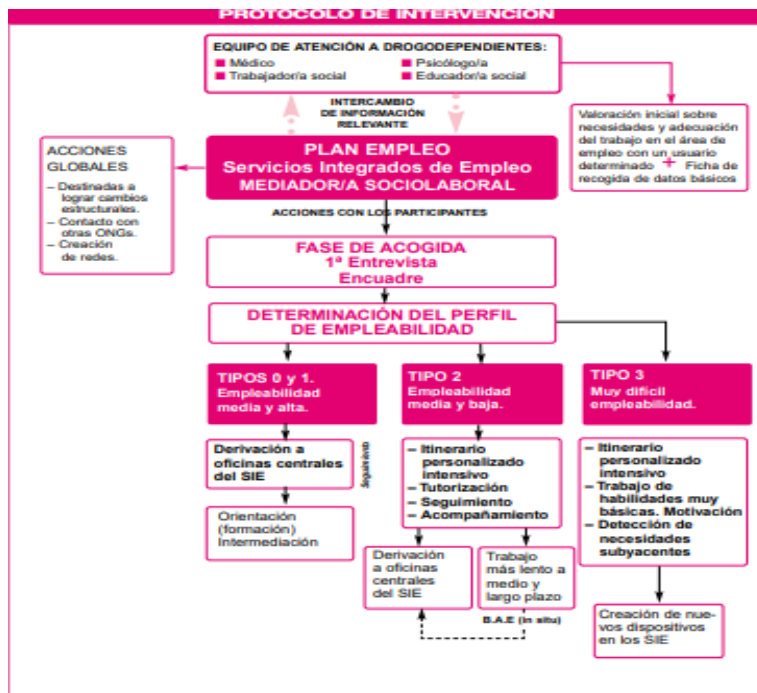 PROTOCOLO DE INTERVENCIÓN
EQUIPO DE ATENCIÓN A DROGODEPENDIENTES:
■ Médico
■ Psicólogo/a
■ Trabajador/a social
■ Educador/a social
INTERCAMBIO
DE INFORMACIÓN
RELEVANTE
Valoración inicial sobre
necesidades y adecuación
del trabajo en el área de
empleo con un usuario
determinado + Ficha de
recogida de datos básicos
ACCIONES
GLOBALES
– Destinadas a
lograr cambios
estructurales.
– Contacto con
otras ONGs.
– Creación
de redes.
PLAN EMPLEO
Servicios Integrados de Empleo
MEDIADOR/A SOCIOLABORAL
ACCIONES CON LOS PARTICIPANTES
FASE DE ACOGIDA
1ª Entrevista
Encuadre
DETERMINACIÓN DEL PERFIL
DE EMPLEABILIDAD
TIPOS 0 y 1.
Empleabilidad
media y alta.
TIPO 2
Empleabilidad
media y baja.
TIPO 3
Muy difícil
empleabilidad.
Derivación a
oficinas centrales
del SIE
Seguimiento
– Itinerario
personalizado
intensivo
– Tutorización
– Seguimiento
– Acompañamiento
– Itinerario
personalizado
intensivo
– Trabajo de
habilidades muy
básicas. Motivación
– Detección de
necesidades
subyacentes
Orientación
(formación)
Intermediación
Derivación
a oficinas
centrales
del SIE
Trabajo
más lento a
medio y
largo plazo
B.A.E (in situ)
Creación de nue-
vos dispositivos
en los SIE